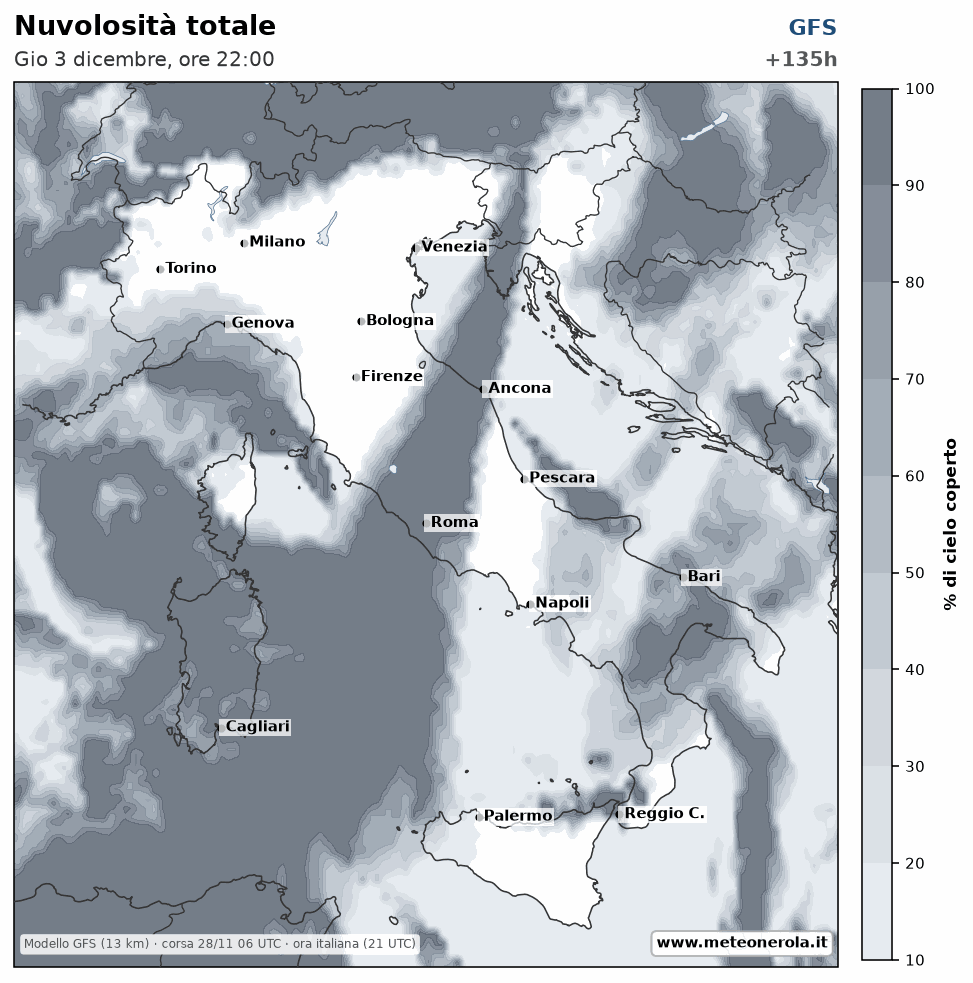 Nuvolosità totale
GFS
Gio 3 dicembre, ore 22:00
+135h
Milano
Venezia
Torino
Genova
Bologna
Firenze
Ancona
Pescara
Roma
Bari
Napoli
Cagliari
Palermo
Reggio C.
Modello GFS (13 km) · corsa 28/11 06 UTC · ora italiana (21 UTC)
www.meteonerola.it
100
90
80
70
60
50
40
30
20
10
% di cielo coperto